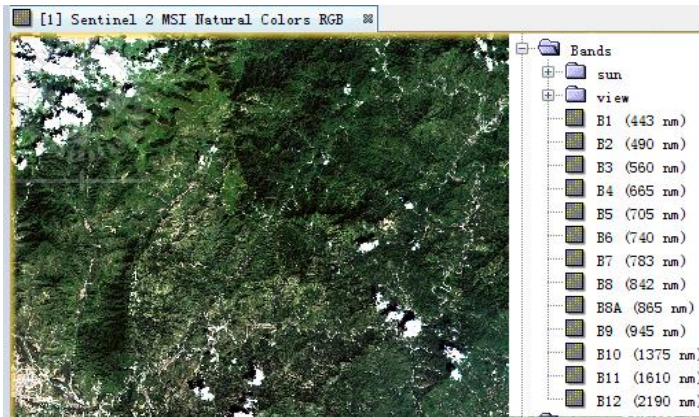 [1] Sentinel 2 MSI Natural Colors RGB
Bands
sun
view
B1 (443 nm)
B2 (490 nm)
B3 (560 nm)
B4 (665 nm)
B5 (705 nm)
B6 (740 nm)
B7 (783 nm)
B8 (842 nm)
B8A (865 nm)
B9 (945 nm)
B10 (1375 nm)
B11 (1610 nm)
B12 (2190 nm)